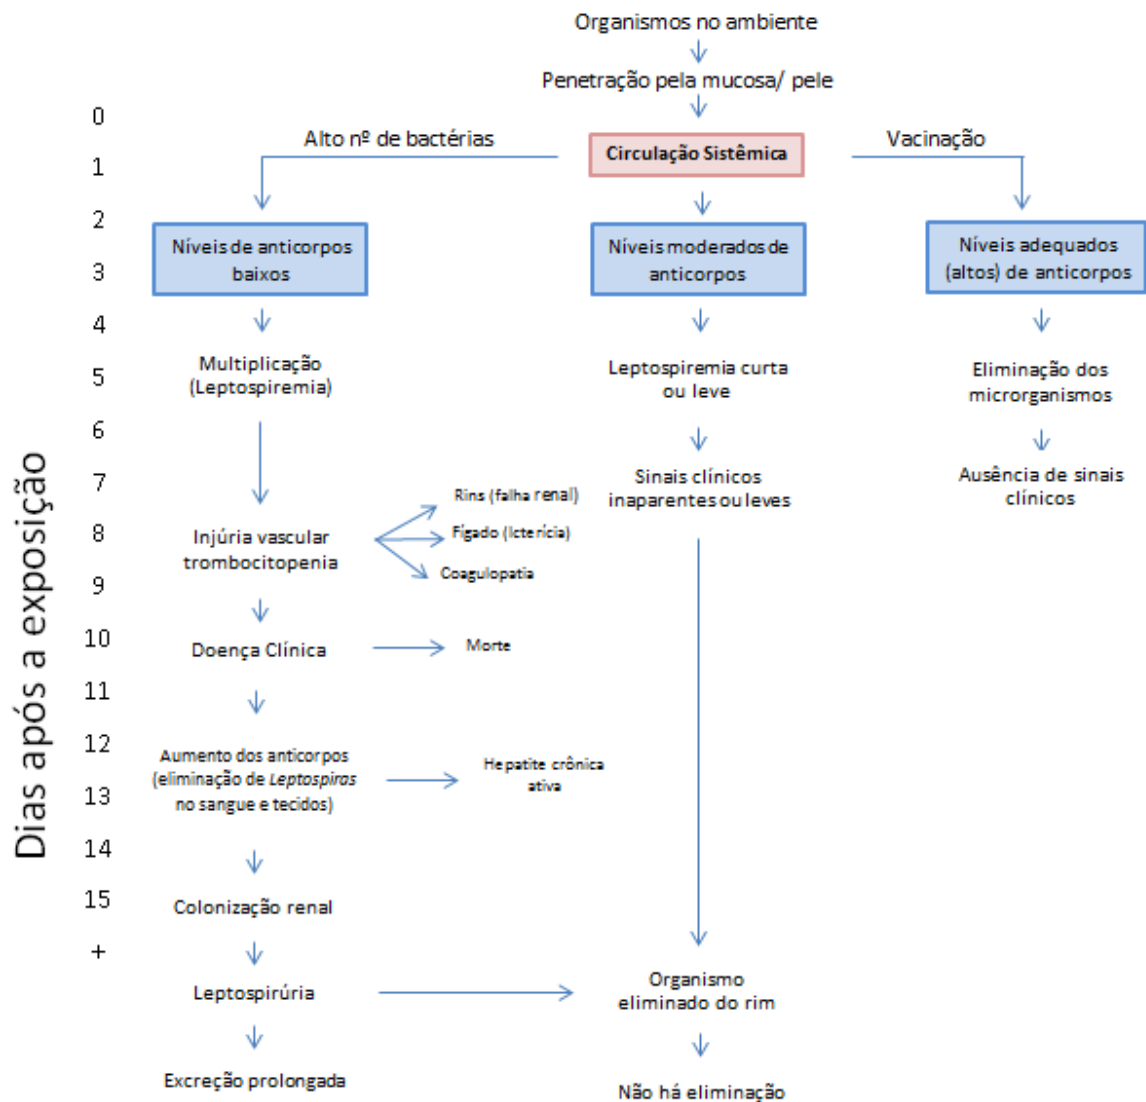 Organismos no ambiente
Penetração pela mucosa/ pele
0
Alto nº de bactérias
Circulação Sistêmica
Vacinação
1
2
Níveis de anticorpos
baixos
Níveis moderados de
anticorpos
Níveis adequados
(altos) de anticorpos
3
4
Multiplicação
(Leptospiremia)
Leptospiremia curta
ou leve
Eliminação dos
microrganismos
5
6
Sinais clínicos
inaparentes ou leves
Ausência de sinais
clínicos
7
Rins (falha renal)
Injúria vascular
trombocitopenia
Fígado (Icterícia)
Coagulopatia
8
9
Dias após a exposição
10
Doença Clínica
Morte
11
12
Aumento dos anticorpos
(eliminação de Leptospiras
no sangue e tecidos)
Hepatite crônica
ativa
13
14
15
Colonização renal
+
Leptospirúria
Organismo
eliminado do rim
Excreção prolongada
Não há eliminação